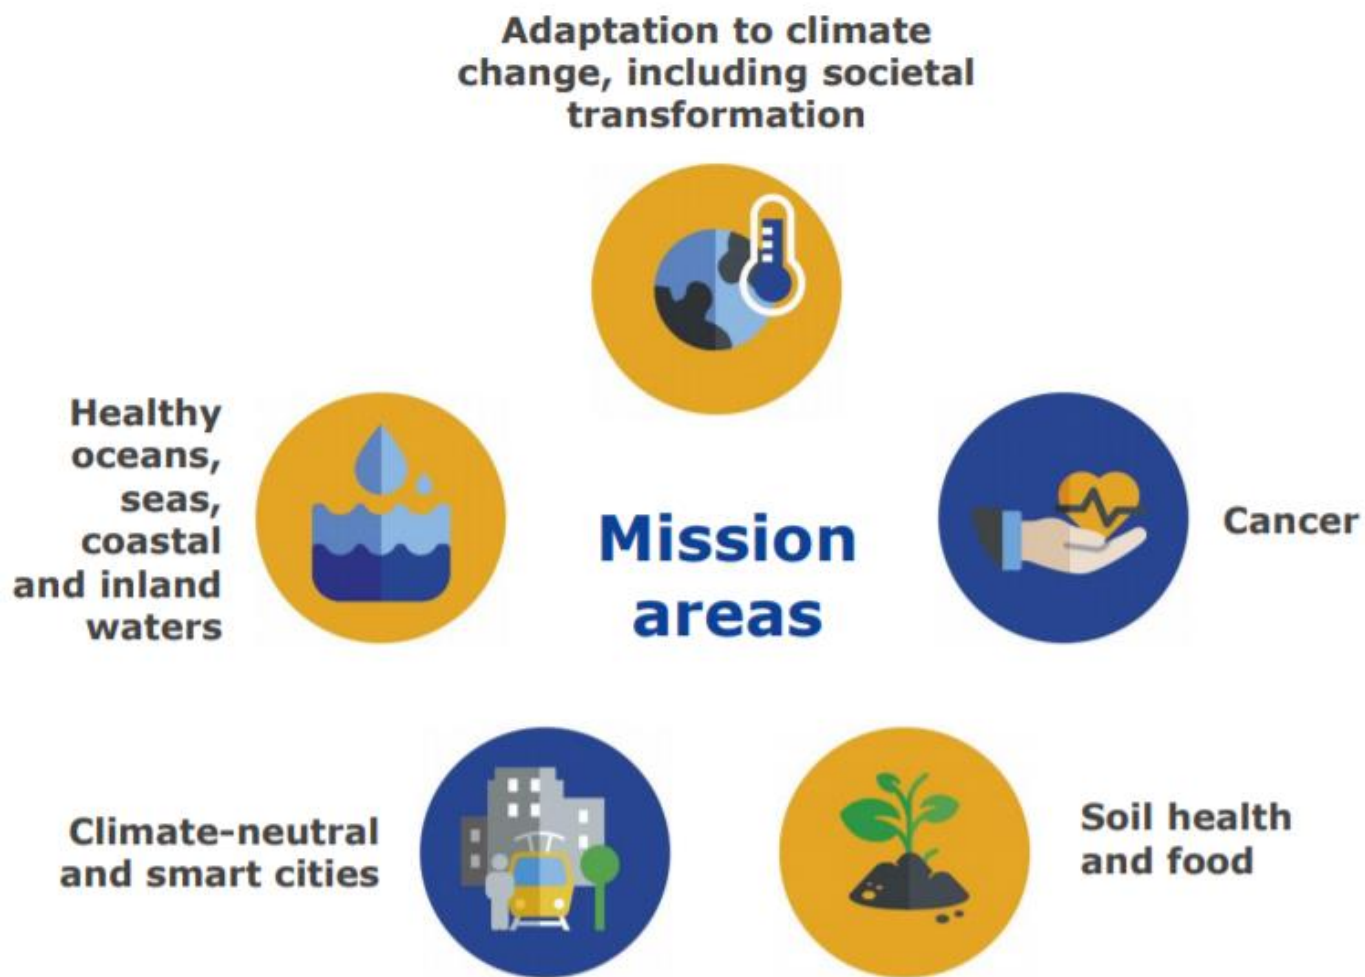 Adaptation to climate
change, including societal
transformation
Healthy
oceans,
seas,
coastal
and inland
waters
Mission
areas
Cancer
Climate-neutral
and smart cities
Soil health
and food